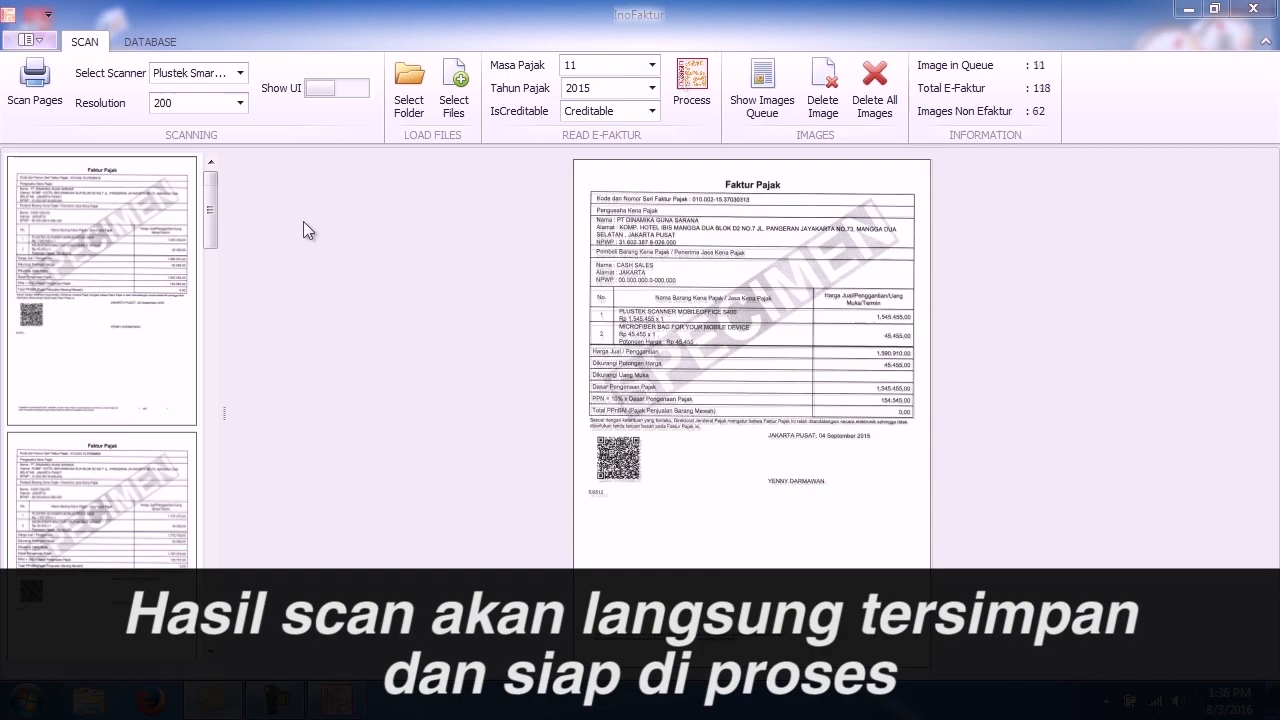 InoFaktur
SCAN
DATABASE
Scan Pages
Select Scanner
Plustek Smar...
Resolution
200
Show UI
SCANNING
Select
Folder
Select
Files
LOAD FILES
Masa Pajak
11
Tahun Pajak
2015
IsCreditable
Creditable
Process
READ E-FAKTUR
Show Images
Queue
Delete
Image
Delete All
Images
IMAGES
Image in Queue : 11
Total E-Faktur : 118
Images Non Efaktur : 62
INFORMATION
Faktur Pajak
Faktur Pajak
Faktur Pajak
Kode dan Nomor Seri Faktur Pajak : 010.002-15.37030313
Pengusaha Kena Pajak
Nama : PT DINAMIKA GUNA SARANA
Alamat : KOMP. HOTEL IBIS MANGGA DUA BLOK D2 NO.7 JL. PANGERAN JAYAKARTA NO.73, MANGGA DUA
SELATAN , JAKARTA PUSAT
NPWP : 31.602.387.6-026.000
Pembeli Barang Kena Pajak / Penerima Jasa Kena Pajak
Nama : CASH SALES
Alamat : JAKARTA
NPWP : 00.000.000.0-000.000
No.
Nama Barang Kena Pajak / Jasa Kena Pajak
Harga Jual/Penggantian/Uang
Muka/Termin
1
PLUSTEK SCANNER MOBILEOFFICE S400
Rp 1.545.455 x 1
1.545.455,00
2
MICROFIBER BAG FOR YOUR MOBILE DEVICE
Rp 45.455 x 1
Potongan Harga : Rp 45.455
45.455,00
Harga Jual / Penggantian
1.590.910,00
Dikurangi Potongan Harga
45.455,00
Dikurangi Uang Muka
Dasar Pengenaan Pajak
1.545.455,00
PPN = 10% x Dasar Pengenaan Pajak
154.545,00
Total PPnBM (Pajak Penjualan Barang Mewah)
0,00
Sesuai dengan ketentuan yang berlaku, Direktorat Jenderal Pajak mengatur bahwa Faktur Pajak ini telah ditandatangani secara elektronik sehingga tidak
diperlukan tanda tangan basah pada Faktur Pajak ini.
JAKARTA PUSAT, 04 September 2015
YENNY DARMAWAN
SPECIMEN
Hasil scan akan langsung tersimpan
dan siap di proses
1:36 PM
8/3/2016